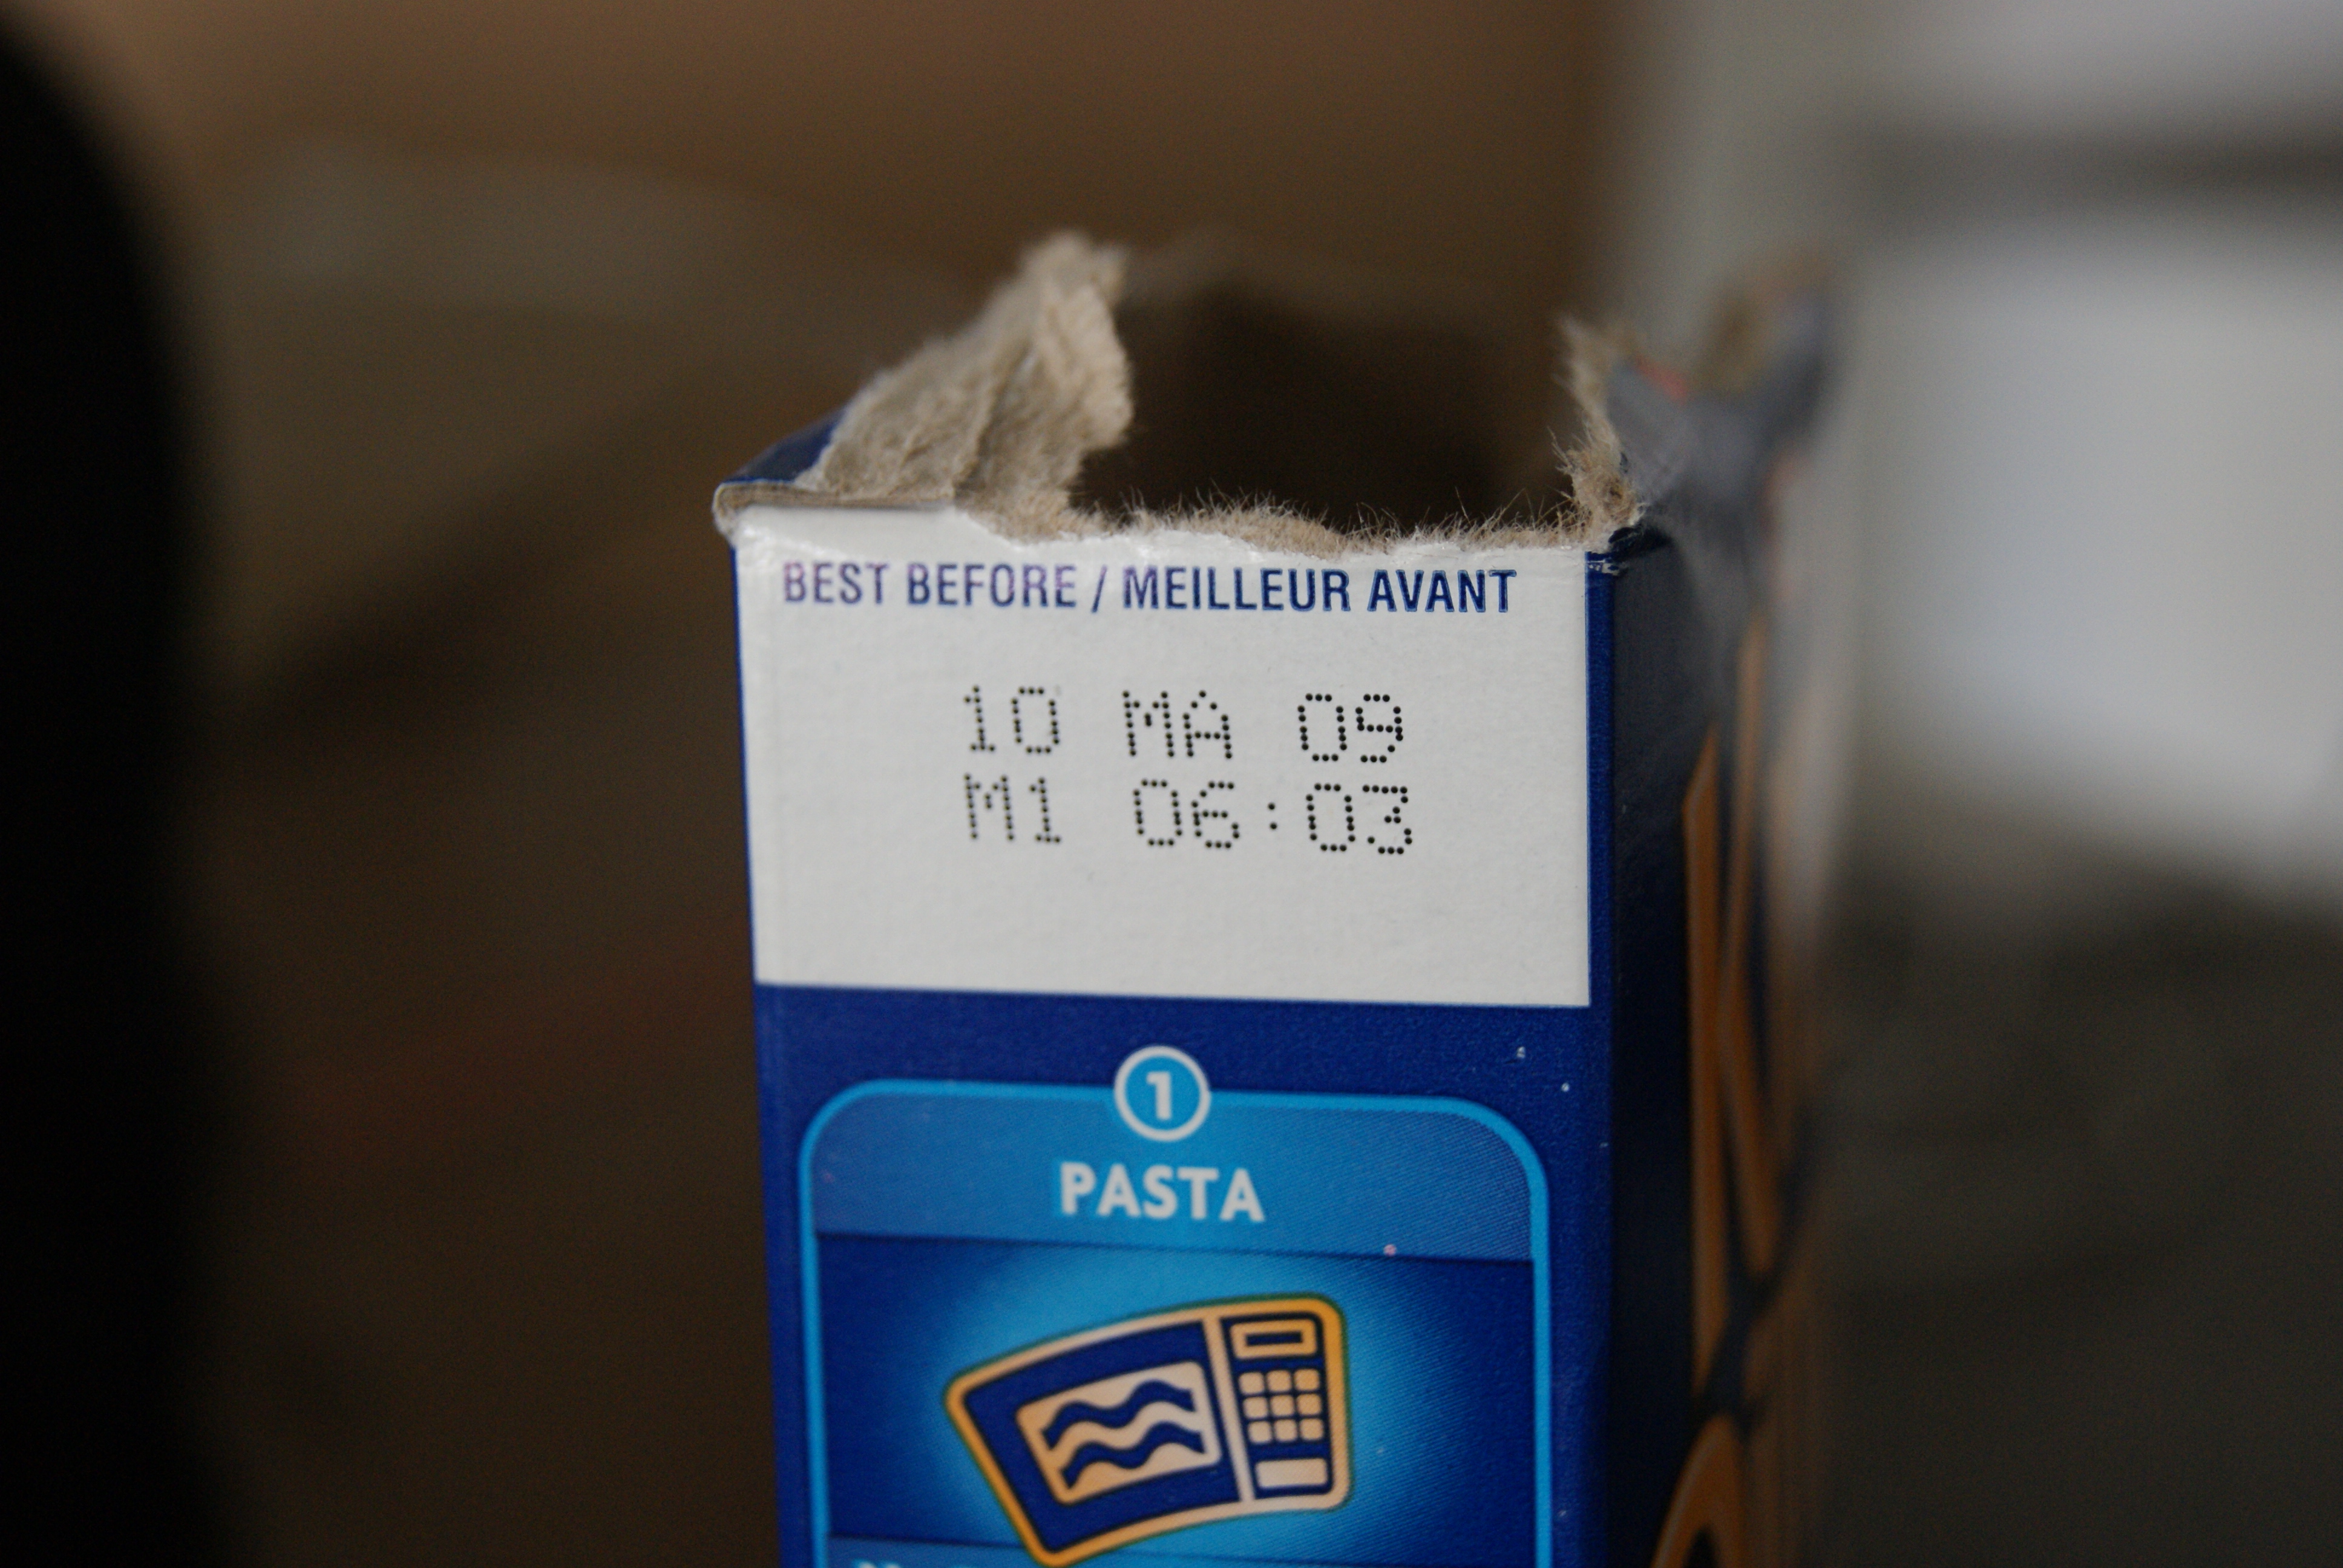 BEST BEFORE / MEILLEUR AVANT
10 MA 09
M1 06:03
1
PASTA